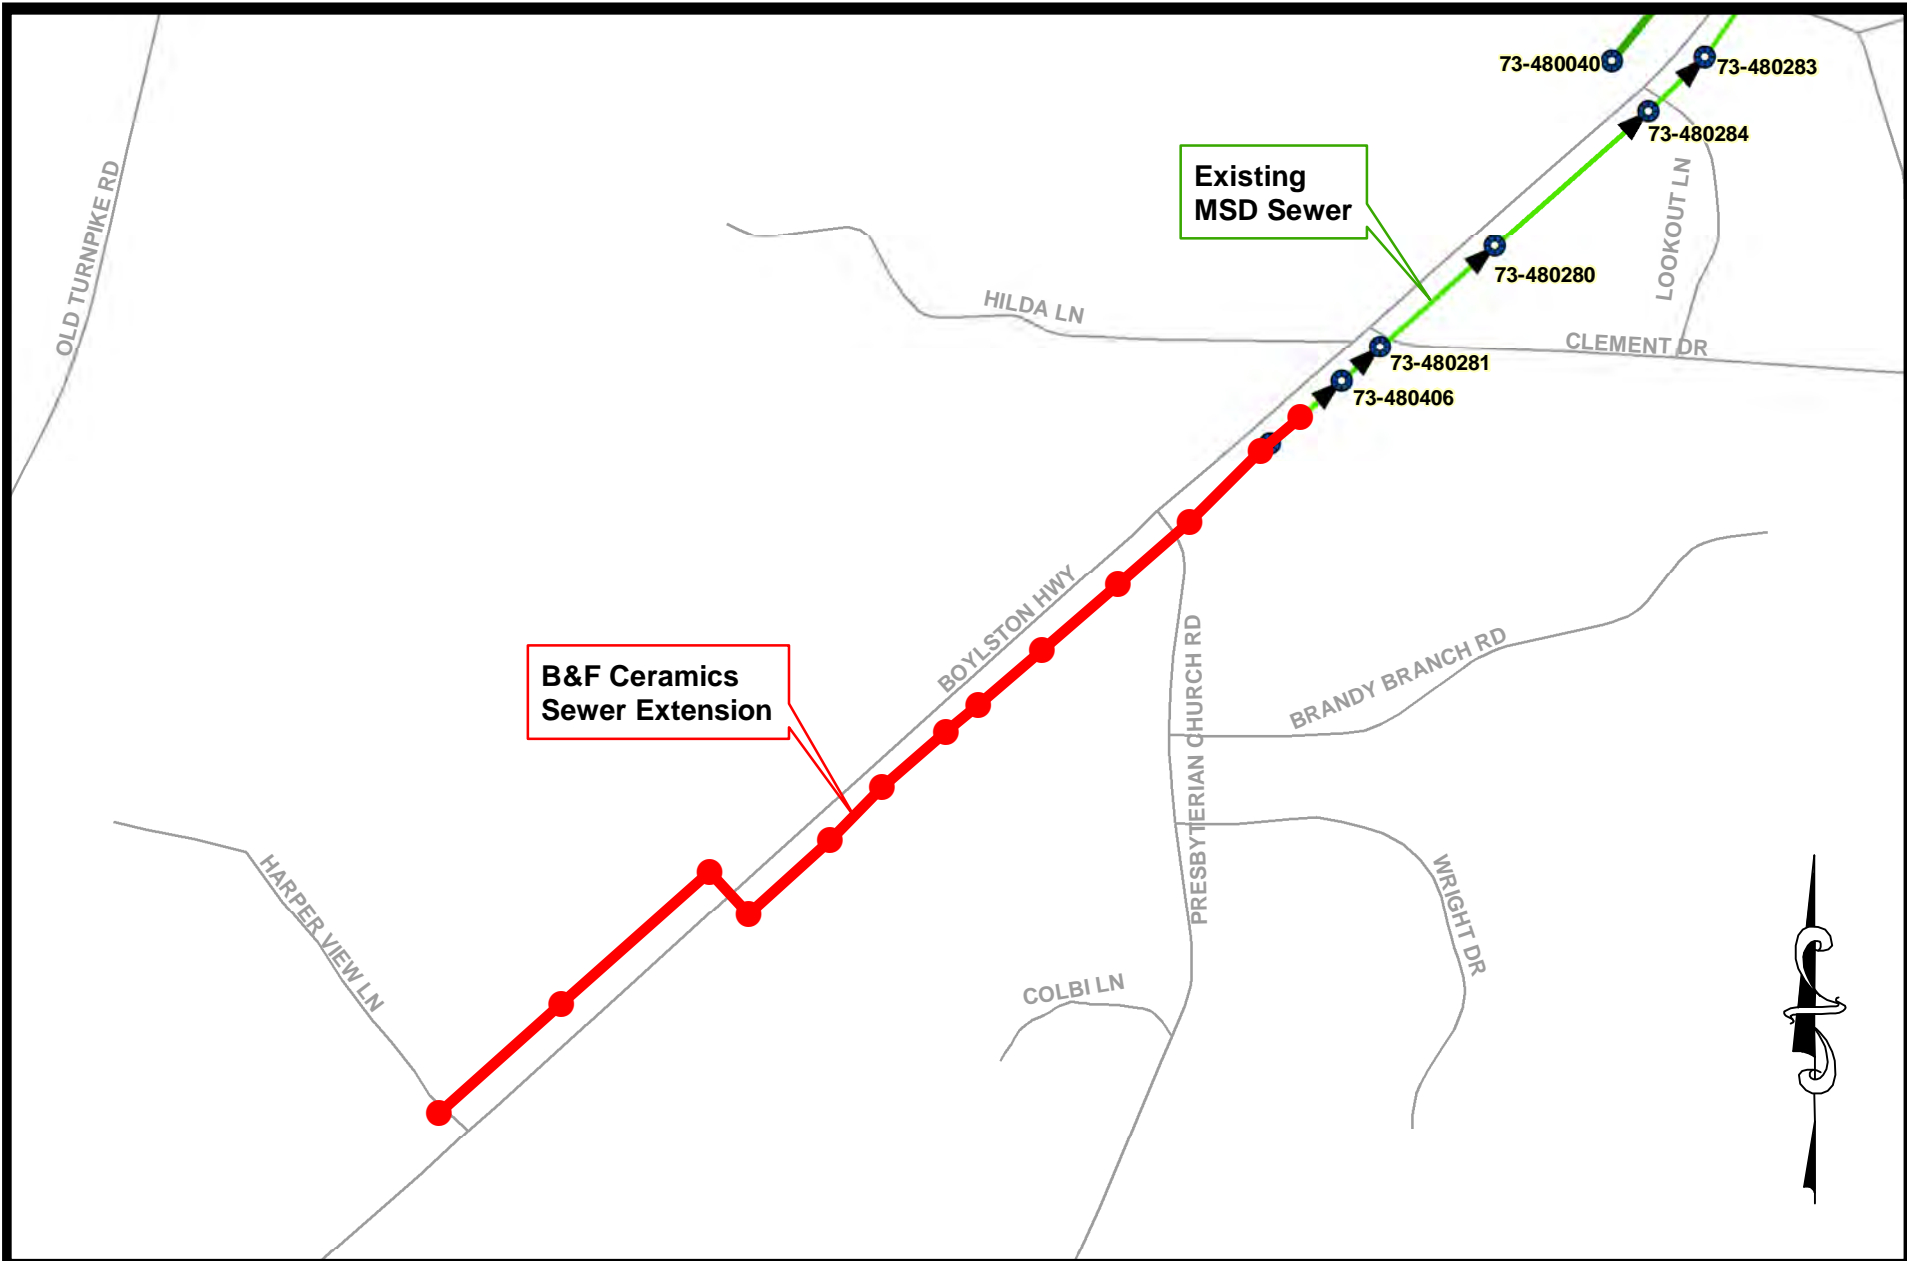 73-480040
73-480283
73-480284
Existing
MSD Sewer
OLD TURNPIKE RD
LOOKOUT LN
73-480280
HILDA LN
CLEMENT DR
73-480281
73-480406
BOYLSTON HWY
PRESBYTERIAN CHURCH RD
BRANDY BRANCH RD
B&F Ceramics
Sewer Extension
HARPER VIEW LN
WRIGHT DR
COLBI LN